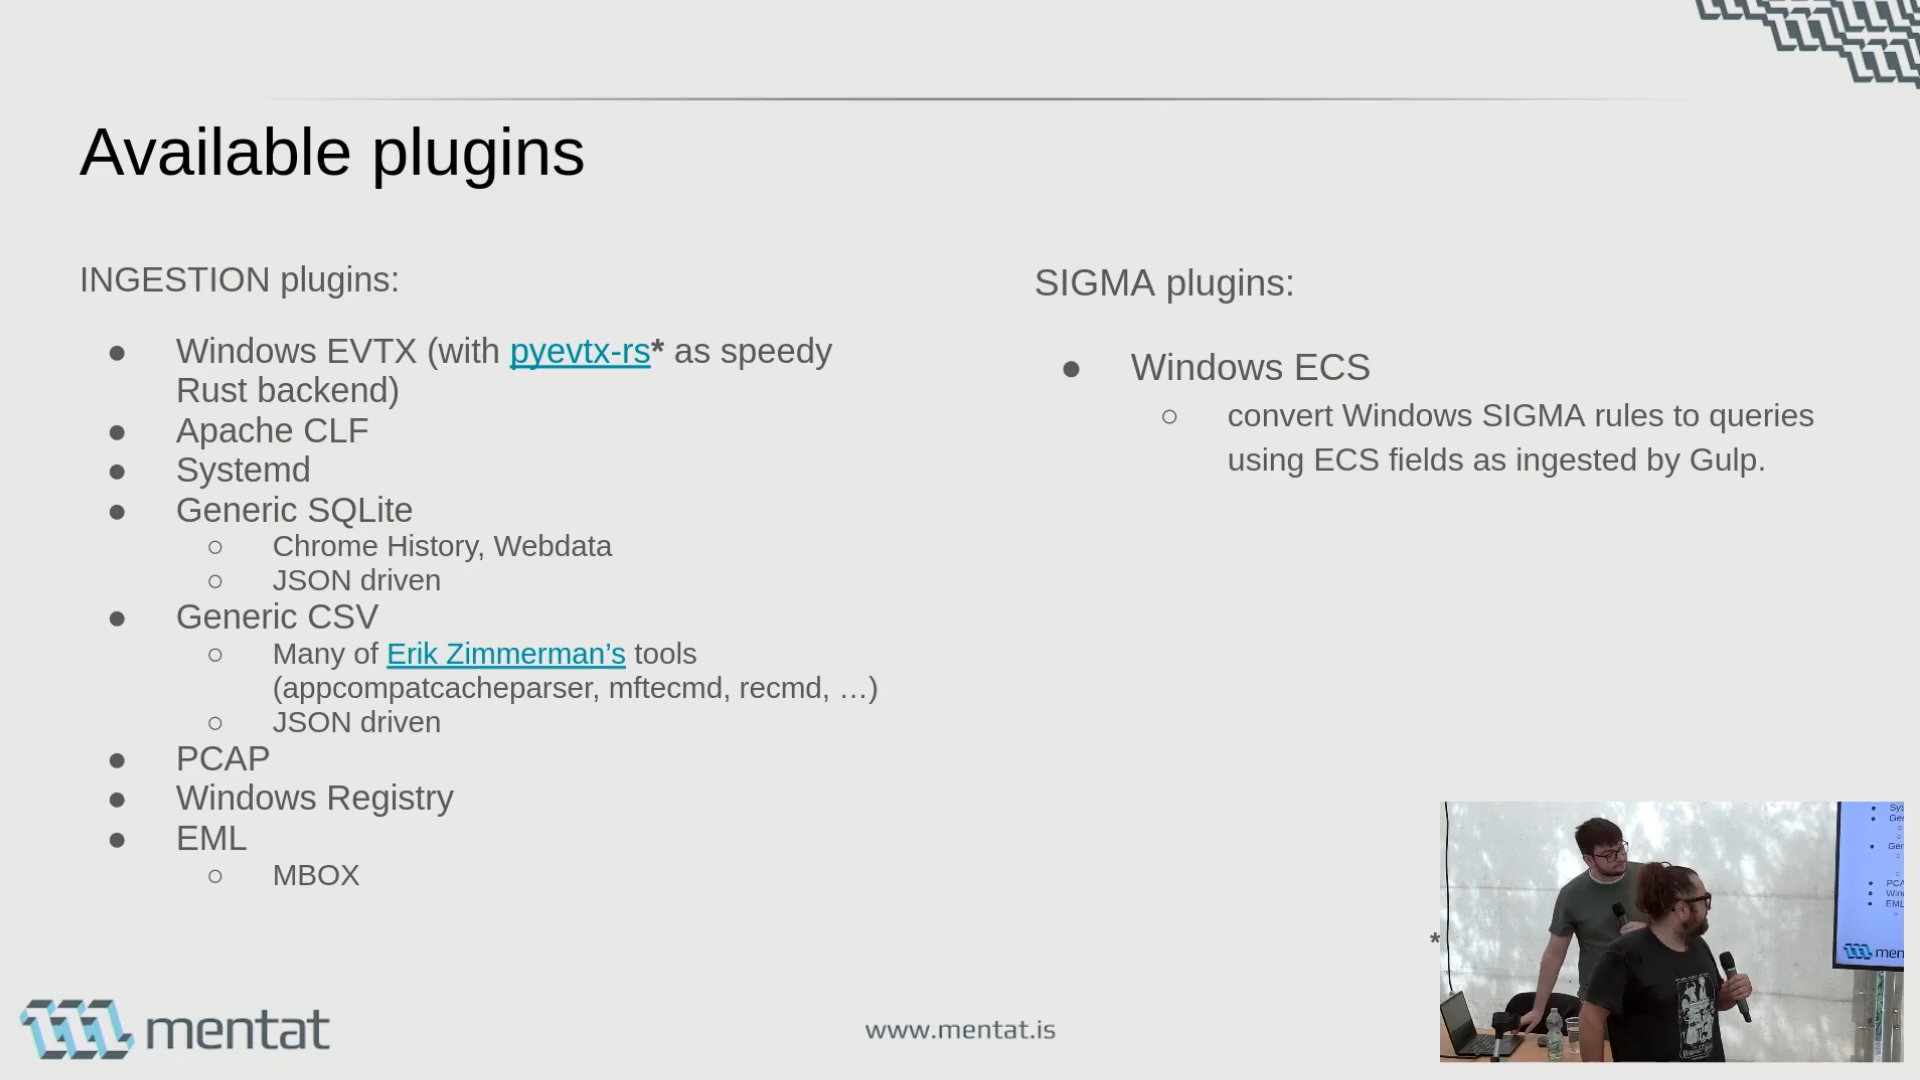 Available plugins
INGESTION plugins:
● Windows EVTX (with pyevtx-rs* as speedy
Rust backend)
● Apache CLF
● Systemd
● Generic SQLite
○ Chrome History, Webdata
○ JSON driven
● Generic CSV
○ Many of Erik Zimmerman’s tools
(appcompatcacheparser, mftecmd, recmd, …)
○ JSON driven
● PCAP
● Windows Registry
● EML
○ MBOX
SIGMA plugins:
● Windows ECS
○ convert Windows SIGMA rules to queries
using ECS fields as ingested by Gulp.
*
mentat
www.mentat.is